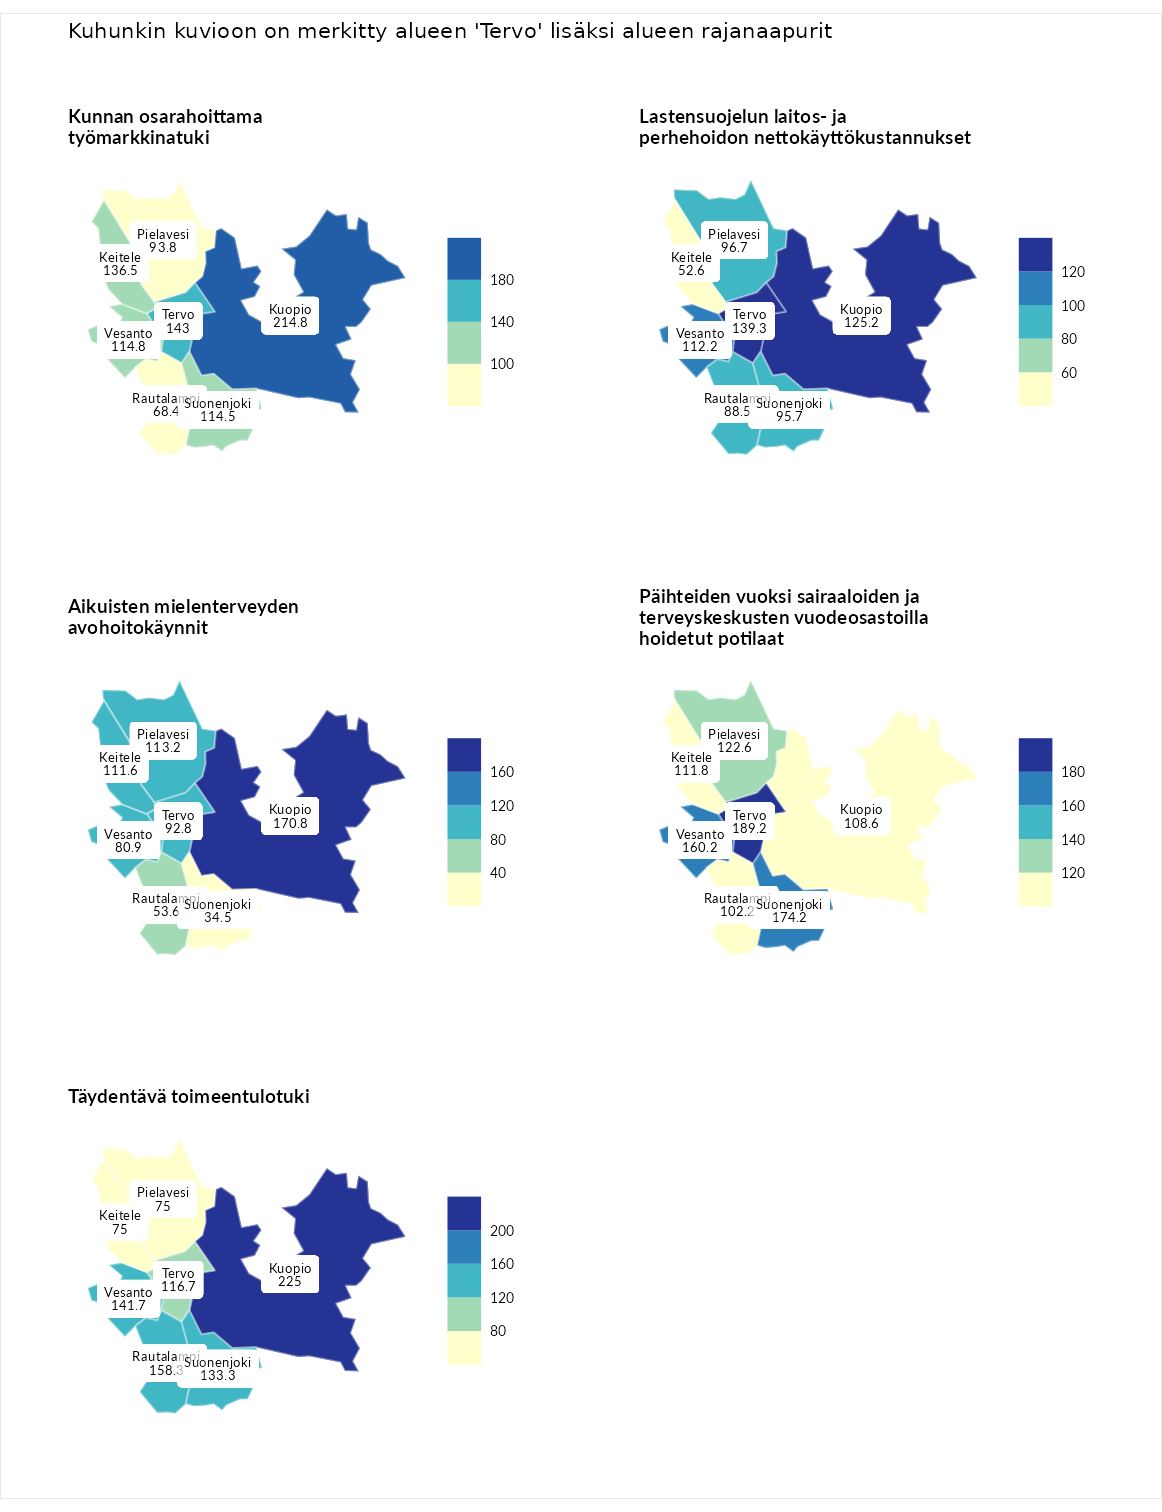 Kuhunkin kuvioon on merkitty alueen 'Tervo' lisäksi alueen rajanaapurit
Kunnan osarahoittama
työmarkkinatuki
Pielavesi
93.8
Keitele
136.5
Tervo
143
Kuopio
214.8
Vesanto
114.8
Rautalampi
68.4
Suonenjoki
114.5
180
140
100
Lastensuojelun laitos- ja
perhehoidon nettokäyttökustannukset
Pielavesi
96.7
Keitele
52.6
Tervo
139.3
Kuopio
125.2
Vesanto
112.2
Rautalampi
88.5
Suonenjoki
95.7
120
100
80
60
Aikuisten mielenterveyden
avohoitokäynnit
Pielavesi
113.2
Keitele
111.6
Tervo
92.8
Kuopio
170.8
Vesanto
80.9
Rautalampi
53.6
Suonenjoki
34.5
160
120
80
40
Päihteiden vuoksi sairaaloiden ja
terveyskeskusten vuodeosastoilla
hoidetut potilaat
Pielavesi
122.6
Keitele
111.8
Tervo
189.2
Kuopio
108.6
Vesanto
160.2
Rautalampi
102.2
Suonenjoki
174.2
180
160
140
120
Täydentävä toimeentulotuki
Pielavesi
75
Keitele
75
Tervo
116.7
Kuopio
225
Vesanto
141.7
Rautalampi
158.3
Suonenjoki
133.3
200
160
120
80